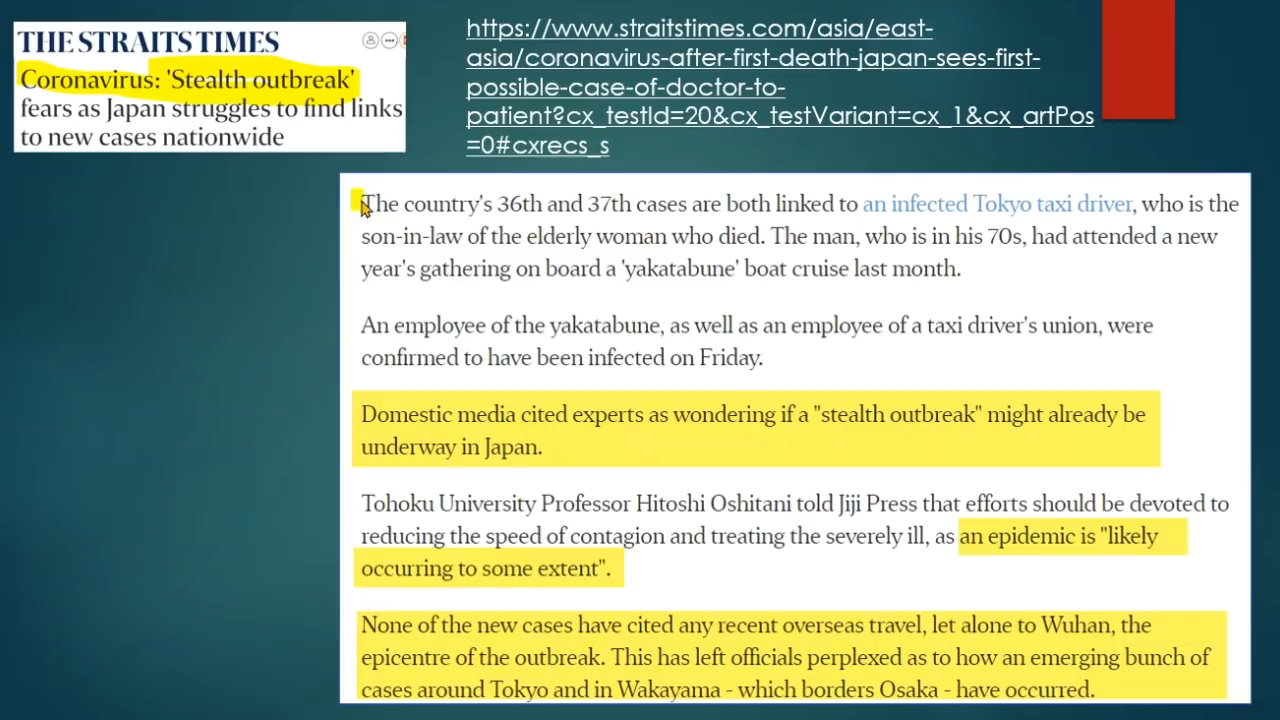 THE STRAITS TIMES
Coronavirus: 'Stealth outbreak'
fears as Japan struggles to find links
to new cases nationwide
https://www.straitstimes.com/asia/east-
asia/coronavirus-after-first-death-japan-sees-first-
possible-case-of-doctor-to-
patient?cx_testId=20&cx_testVariant=cx_1&cx_artPos
=0#cxrecs_s
The country's 36th and 37th cases are both linked to an infected Tokyo taxi driver, who is the
son-in-law of the elderly woman who died. The man, who is in his 70s, had attended a new
year's gathering on board a 'yakatabune' boat cruise last month.
An employee of the yakatabune, as well as an employee of a taxi driver's union, were
confirmed to have been infected on Friday.
Domestic media cited experts as wondering if a "stealth outbreak" might already be
underway in Japan.
Tohoku University Professor Hitoshi Oshitani told Jiji Press that efforts should be devoted to
reducing the speed of contagion and treating the severely ill, as an epidemic is "likely
occurring to some extent".
None of the new cases have cited any recent overseas travel, let alone to Wuhan, the
epicentre of the outbreak. This has left officials perplexed as to how an emerging bunch of
cases around Tokyo and in Wakayama - which borders Osaka - have occurred.